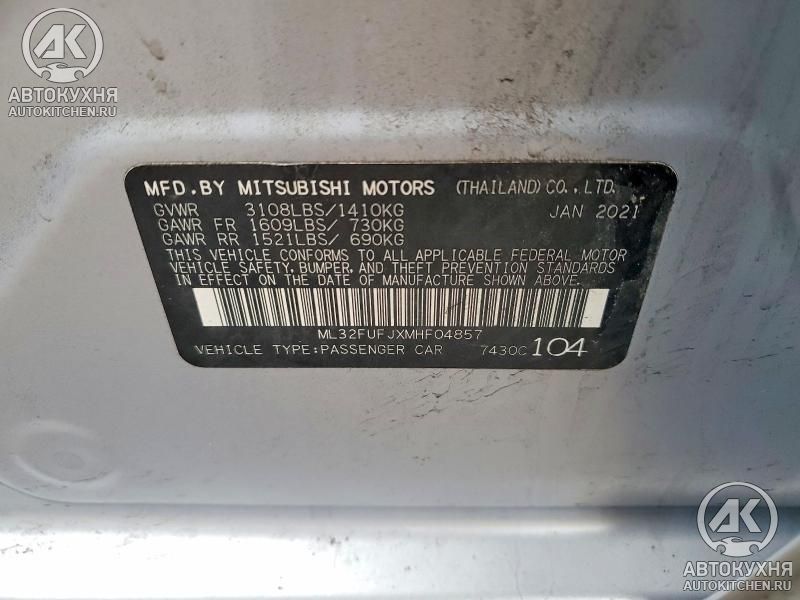 AK
АВТОКУХНЯ
AUTOKITCHEN.RU
MFD. BY MITSUBISHI MOTORS (THAILAND) CO., LTD.
GVWR 3108LBS/1410KG JAN 2021
GAWR FR 1609LBS/ 730KG
GAWR RR 1521LBS/ 690KG
THIS VEHICLE CONFORMS TO ALL APPLICABLE FEDERAL MOTOR
VEHICLE SAFETY, BUMPER, AND THEFT PREVENTION STANDARDS
IN EFFECT ON THE DATE OF MANUFACTURE SHOWN ABOVE.
ML32FUFJXMHF04857
VEHICLE TYPE:PASSENGER CAR 7430C 104
AK
АВТОКУХНЯ
AUTOKITCHEN.RU